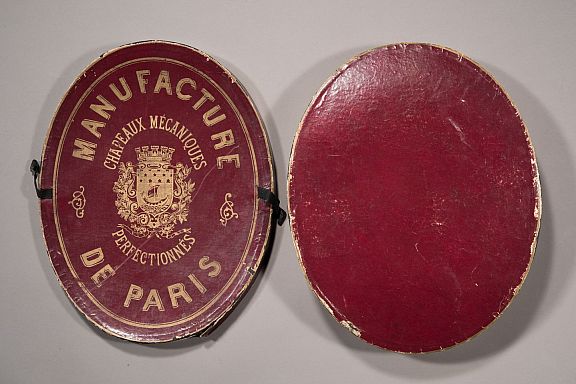 MANUFACTURE
CHAPEAUX MÉCANIQUES
PERFECTIONNÉS
DE PARIS